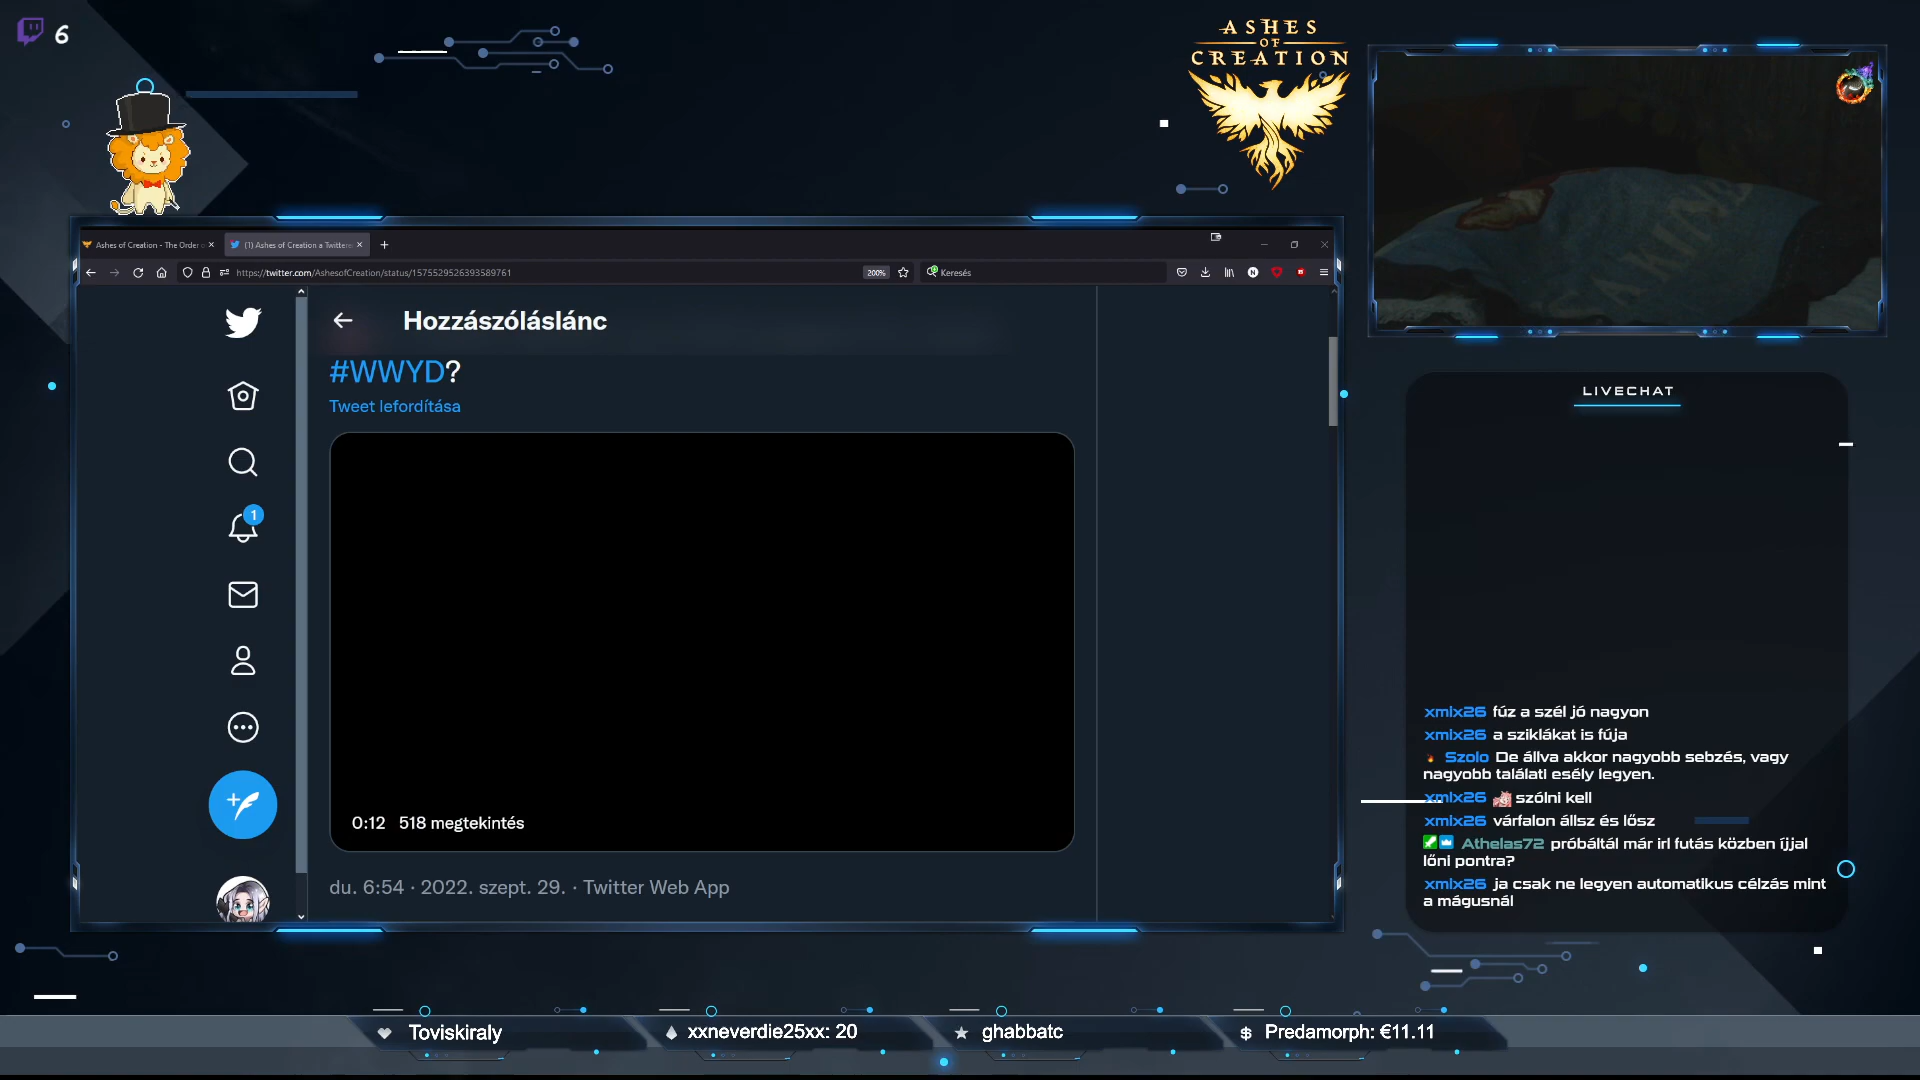 6
ASHES
OF
CREATION
Ashes of Creation - The Order o
(1) Ashes of Creation a Twittere
https://twitter.com/AshesofCreation/status/1575529526393589761
200%
Keresés
Hozzászóláslánc
#WWYD?
Tweet lefordítása
1
0:12 518 megtekintés
du. 6:54 · 2022. szept. 29. · Twitter Web App
LIVECHAT
xmlx26 fúz a szél jó nagyon
xmlx26 a sziklákat is fúja
Szolo De állva akkor nagyobb sebzés, vagy
nagyobb találati esély legyen.
xmlx26 szólni kell
xmlx26 várfalon állsz és lősz
Athelas72 próbáltál már irl futás közben íjjal
lőni pontra?
xmlx26 ja csak ne legyen automatikus célzás mint
a mágusnál
Toviskiraly
xxneverdie25xx: 20
ghabbatc
Predamorph: €11.11